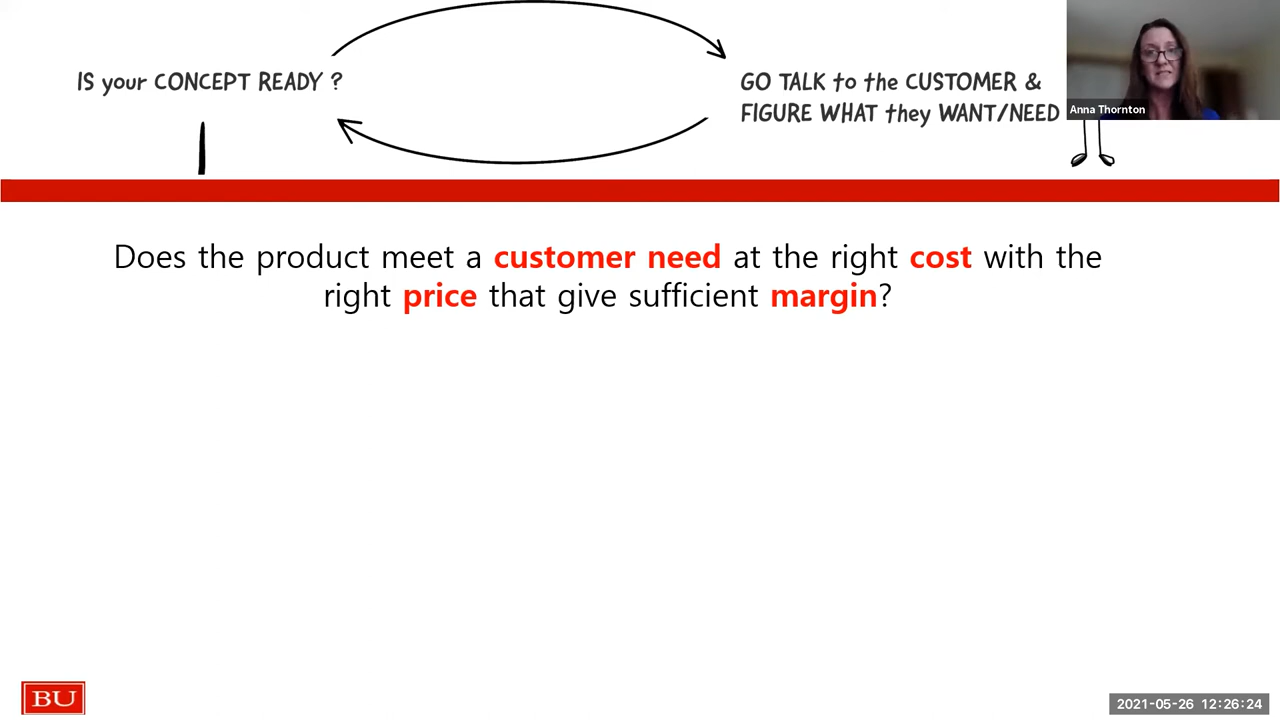 IS your CONCEPT READY ?
GO TALK to the CUSTOMER &
FIGURE WHAT they WANT/NEED
Anna Thornton
Does the product meet a customer need at the right cost with the
right price that give sufficient margin?
BU
2021-05-26 12:26:24